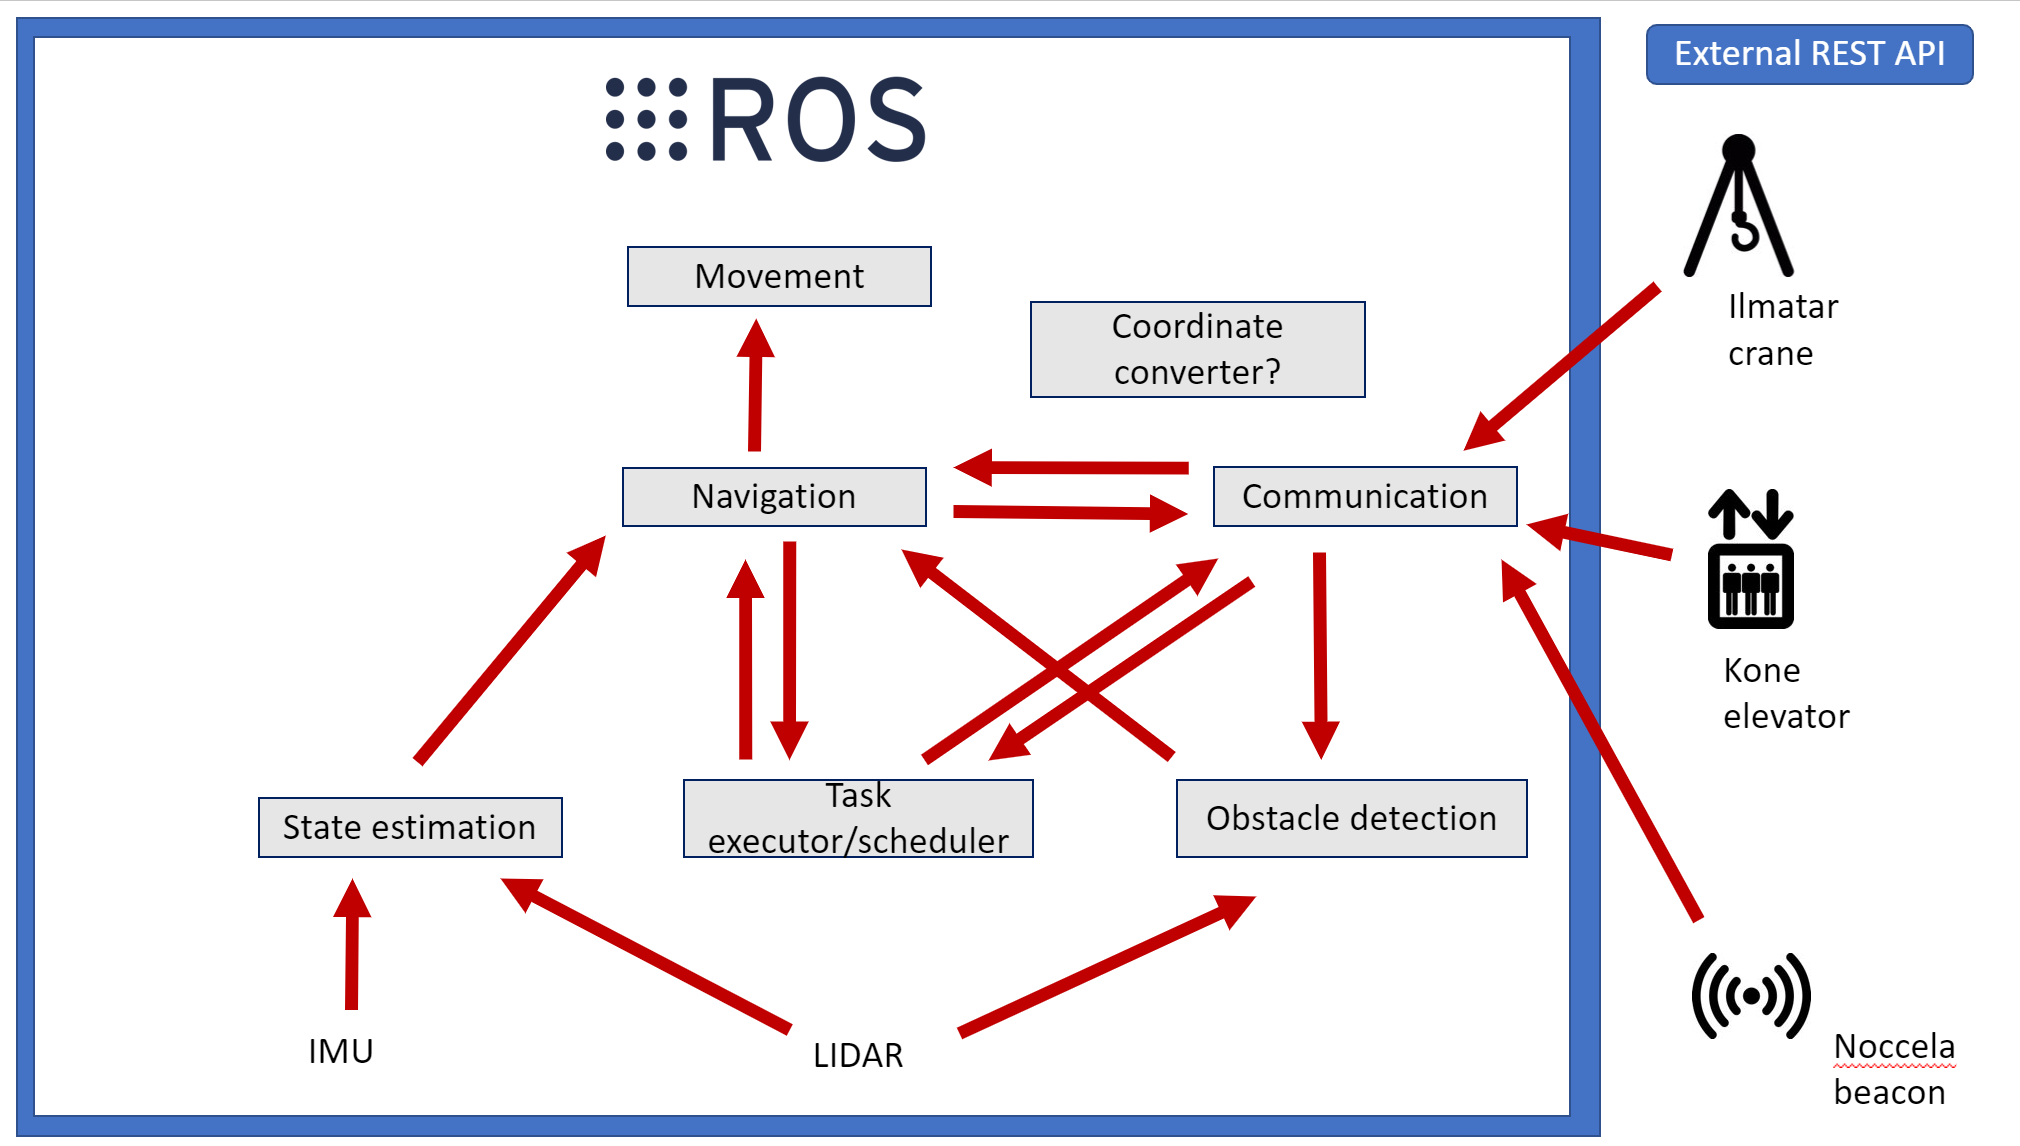 External REST API
ROS
Movement
Coordinate
converter?
Ilmatar
crane
Navigation
Communication
Kone
elevator
State estimation
Task
executor/scheduler
Obstacle detection
IMU
LIDAR
Noccela
beacon